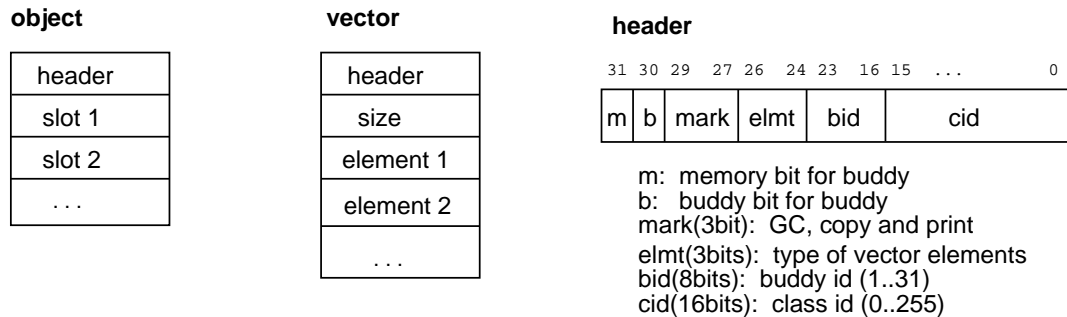 object
header
slot 1
slot 2
. . .
vector
header
size
element 1
element 2
. . .
header
31 30 29 27 26 24 23 16 15 ... 0
m b mark elmt bid cid
m: memory bit for buddy
b: buddy bit for buddy
mark(3bit): GC, copy and print
elmt(3bits): type of vector elements
bid(8bits): buddy id (1..31)
cid(16bits): class id (0..255)